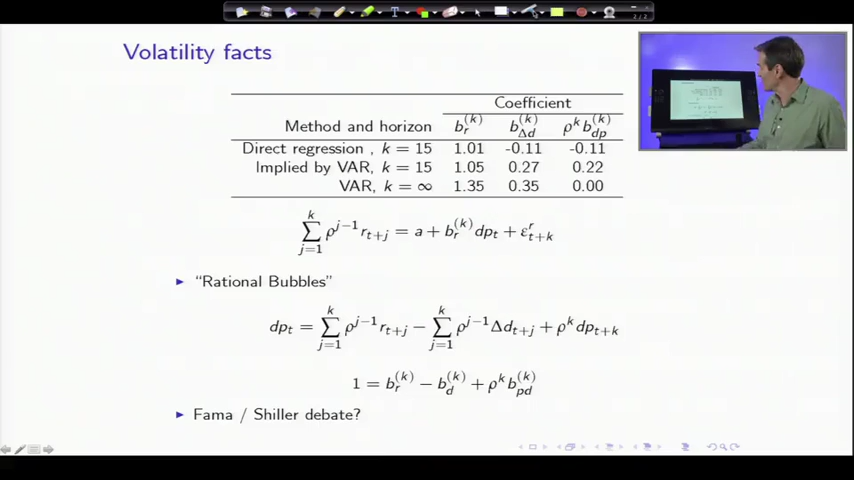 Volatility facts
Coefficient
Method and horizon b_r^(k) b_Δd^(k) ρ^k b_dp^(k)
Direct regression , k = 15 1.01 -0.11 -0.11
Implied by VAR, k = 15 1.05 0.27 0.22
VAR, k = ∞ 1.35 0.35 0.00
∑_{j=1}^{k} ρ^{j−1} r_{t+j} = a + b_r^(k) dp_t + ε_{t+k}^r
► “Rational Bubbles”
dp_t = ∑_{j=1}^{k} ρ^{j−1} r_{t+j} − ∑_{j=1}^{k} ρ^{j−1} Δd_{t+j} + ρ^k dp_{t+k}
1 = b_r^(k) − b_d^(k) + ρ^k b_pd^(k)
► Fama / Shiller debate?